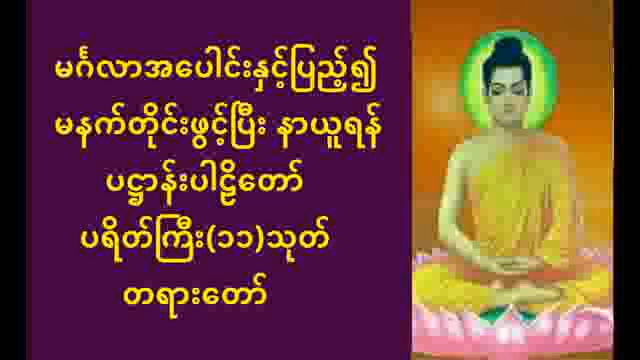 မင်္ဂလာအပေါင်းနှင့်ပြည့်၍
မနက်တိုင်းဖွင့်ပြီး နာယူရန်
ပဋ္ဌာန်းပါဠိတော်
ပရိတ်ကြီး(၁၁)သုတ်
တရားတော်